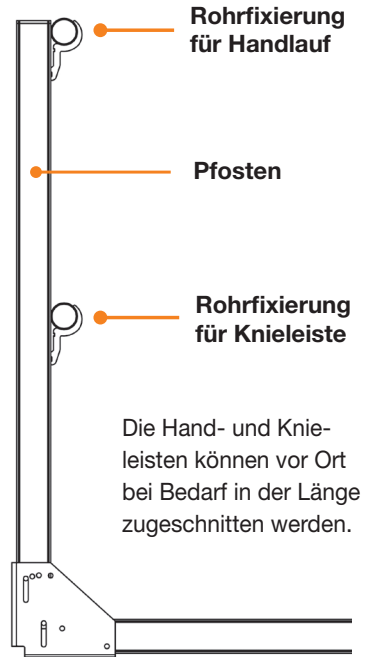 Rohrfixierung
für Handlauf
Pfosten
Rohrfixierung
für Knieleiste
Die Hand- und Knie-
leisten können vor Ort
bei Bedarf in der Länge
zugeschnitten werden.